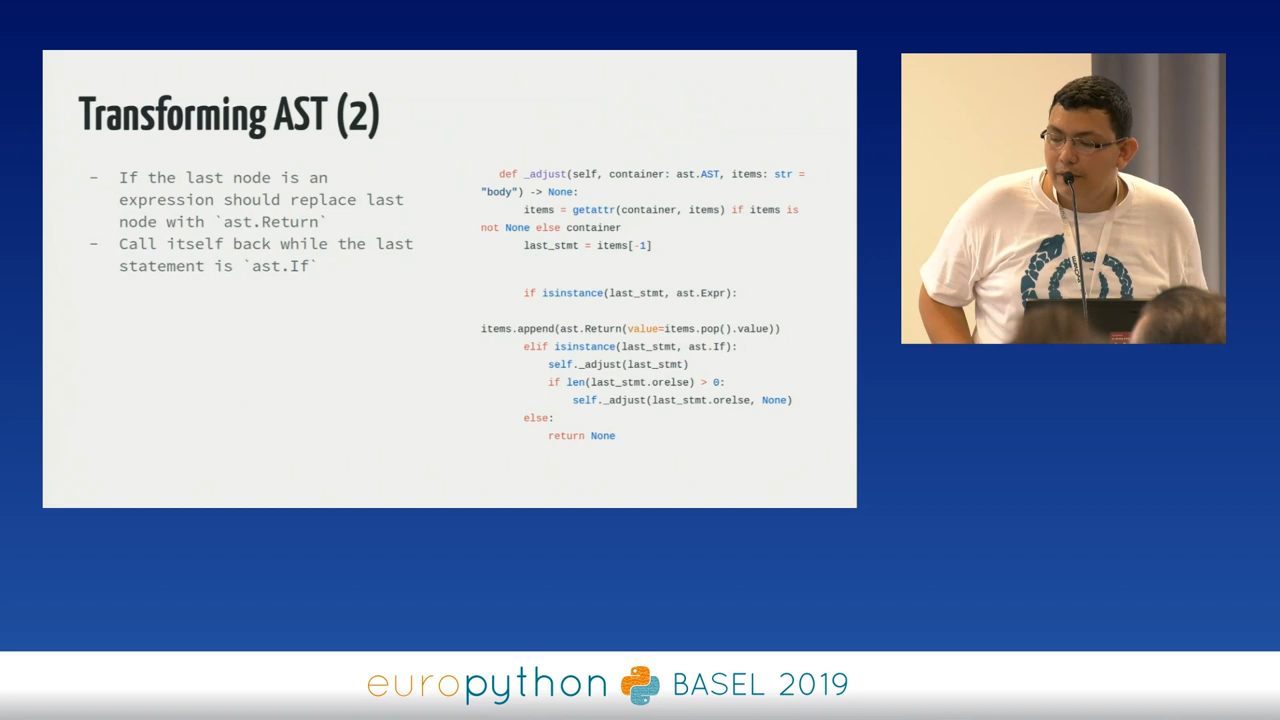 Transforming AST (2)
- If the last node is an
expression should replace last
node with `ast.Return`
- Call itself back while the last
statement is `ast.If`
def _adjust(self, container: ast.AST, items: str =
"body") -> None:
items = getattr(container, items) if items is
not None else container
last_stmt = items[-1]
if isinstance(last_stmt, ast.Expr):
items.append(ast.Return(value=items.pop().value))
elif isinstance(last_stmt, ast.If):
self._adjust(last_stmt)
if len(last_stmt.orelse) > 0:
self._adjust(last_stmt.orelse, None)
else:
return None
europython BASEL 2019